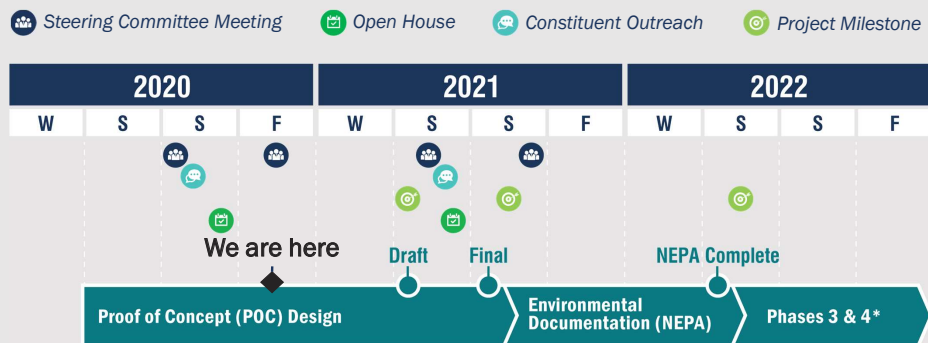 Steering Committee Meeting
Open House
Constituent Outreach
Project Milestone
2020
2021
2022
W S S F W S S F W S S F
We are here
Draft
Final
NEPA Complete
Proof of Concept (POC) Design
Environmental
Documentation (NEPA)
Phases 3 & 4*